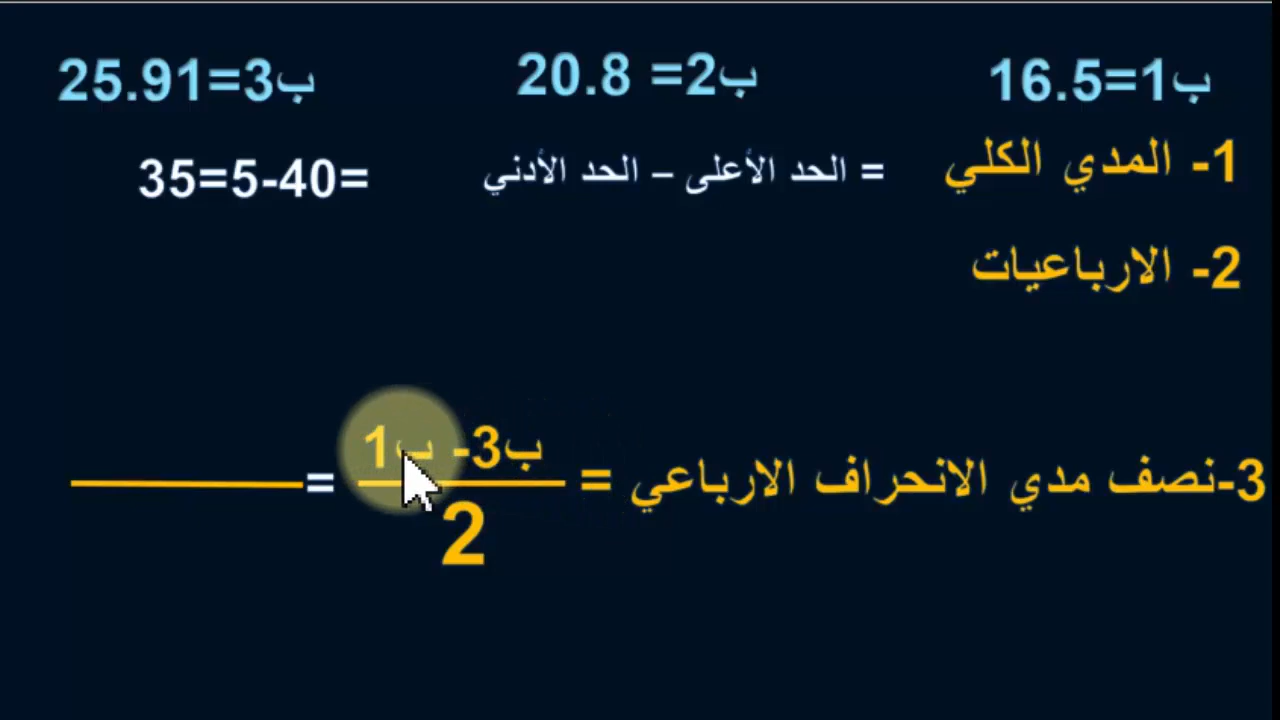 ب1=16.5
ب2= 20.8
ب3=25.91
1- المدي الكلي = الحد الأعلى – الحد الأدني =40-5=35
2- الارباعيات
3-نصف مدي الانحراف الارباعي = ب3- ب1 =
2